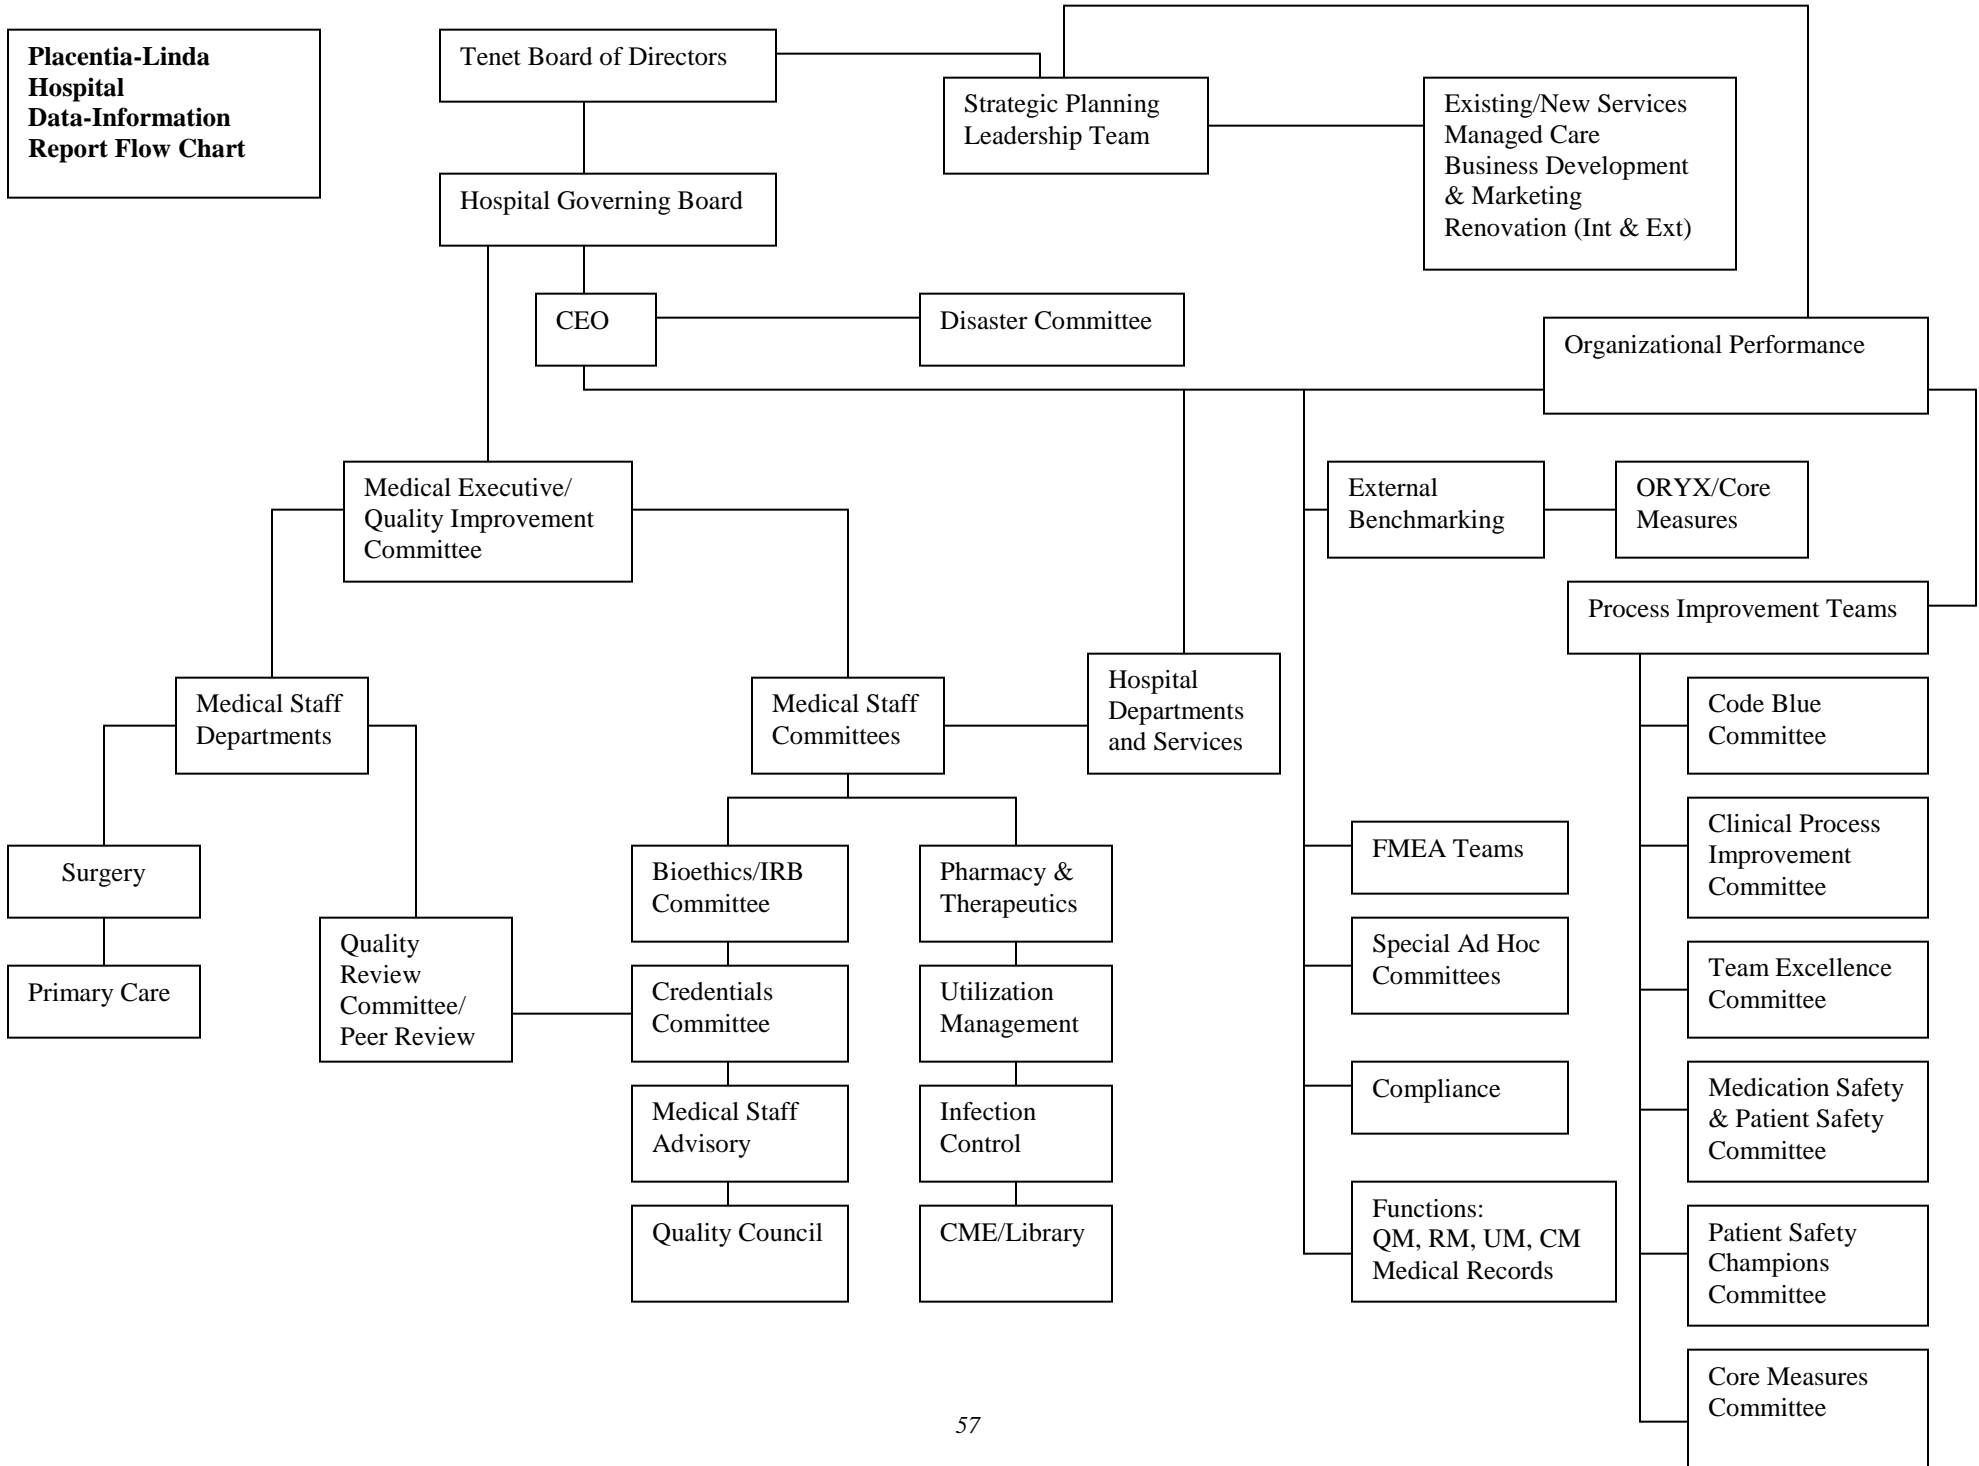 Placentia-Linda
Hospital
Data-Information
Report Flow Chart
Tenet Board of Directors
Strategic Planning
Leadership Team
Existing/New Services
Managed Care
Business Development
& Marketing
Renovation (Int & Ext)
Hospital Governing Board
CEO
Disaster Committee
Organizational Performance
Medical Executive/
Quality Improvement
Committee
External
Benchmarking
ORYX/Core
Measures
Process Improvement Teams
Medical Staff
Departments
Medical Staff
Committees
Hospital
Departments
and Services
Code Blue
Committee
Surgery
Primary Care
Quality
Review
Committee/
Peer Review
Bioethics/IRB
Committee
Credentials
Committee
Medical Staff
Advisory
Quality Council
Pharmacy &
Therapeutics
Utilization
Management
Infection
Control
CME/Library
FMEA Teams
Special Ad Hoc
Committees
Compliance
Functions:
QM, RM, UM, CM
Medical Records
Clinical Process
Improvement
Committee
Team Excellence
Committee
Medication Safety
& Patient Safety
Committee
Patient Safety
Champions
Committee
Core Measures
Committee
57